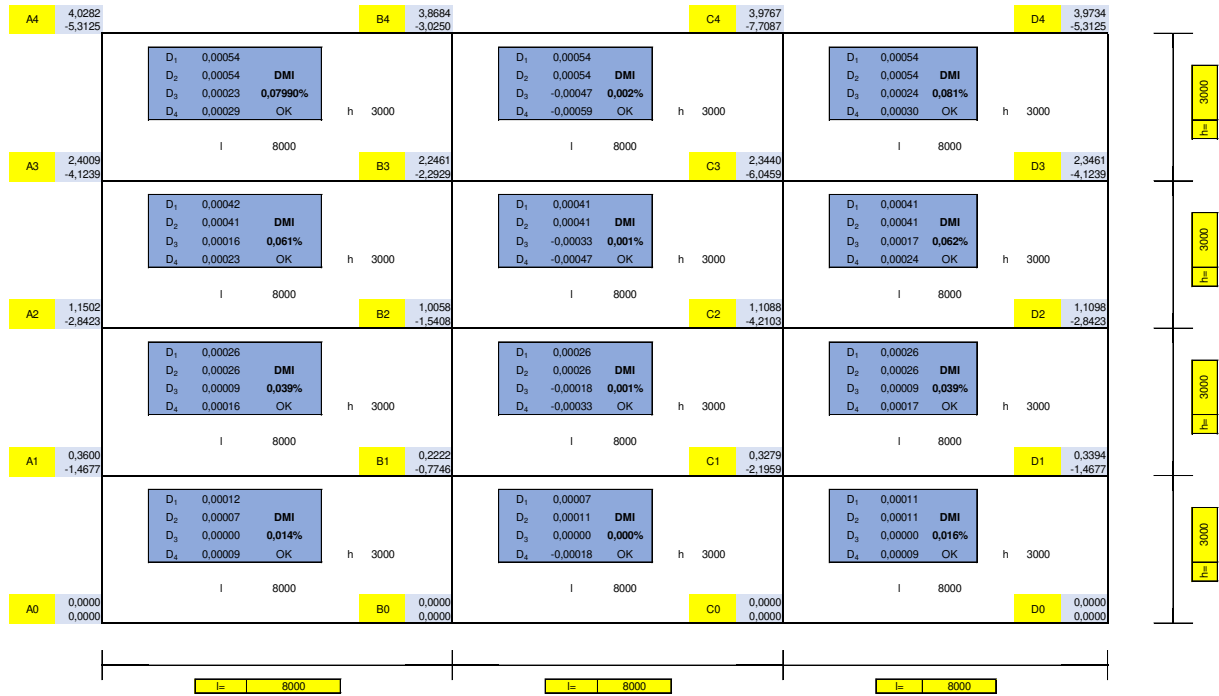 A4 4,0282 B4 3,8684 C4 3,9767 D4 3,9734
-5,3125 -3,0250 -7,7087 -5,3125
D₁ 0,00054 D₁ 0,00054 D₁ 0,00054
D₂ 0,00054 DMI D₂ 0,00054 DMI D₂ 0,00054 DMI
D₃ 0,00023 0,07990% D₃ -0,00047 0,002% D₃ 0,00024 0,081%
D₄ 0,00029 OK h 3000 D₄ -0,00059 OK h 3000 D₄ 0,00030 OK h 3000
h= 3000
l 8000 l 8000 l 8000
A3 2,4009 B3 2,2461 C3 2,3440 D3 2,3461
-4,1239 -2,2929 -6,0459 -4,1239
D₁ 0,00042 D₁ 0,00041 D₁ 0,00041
D₂ 0,00041 DMI D₂ 0,00041 DMI D₂ 0,00041 DMI
D₃ 0,00016 0,061% D₃ -0,00033 0,001% D₃ 0,00017 0,062%
D₄ 0,00023 OK h 3000 D₄ -0,00047 OK h 3000 D₄ 0,00024 OK h 3000
h= 3000
l 8000 l 8000 l 8000
A2 1,1502 B2 1,0058 C2 1,1088 D2 1,1098
-2,8423 -1,5408 -4,2103 -2,8423
D₁ 0,00026 D₁ 0,00026 D₁ 0,00026
D₂ 0,00026 DMI D₂ 0,00026 DMI D₂ 0,00026 DMI
D₃ 0,00009 0,039% D₃ -0,00018 0,001% D₃ 0,00009 0,039%
D₄ 0,00016 OK h 3000 D₄ -0,00033 OK h 3000 D₄ 0,00017 OK h 3000
h= 3000
l 8000 l 8000 l 8000
A1 0,3600 B1 0,2222 C1 0,3279 D1 0,3394
-1,4677 -0,7746 -2,1959 -1,4677
D₁ 0,00012 D₁ 0,00007 D₁ 0,00011
D₂ 0,00007 DMI D₂ 0,00011 DMI D₂ 0,00011 DMI
D₃ 0,00000 0,014% D₃ 0,00000 0,000% D₃ 0,00000 0,016%
D₄ 0,00009 OK h 3000 D₄ -0,00018 OK h 3000 D₄ 0,00009 OK h 3000
h= 3000
l 8000 l 8000 l 8000
A0 0,0000 B0 0,0000 C0 0,0000 D0 0,0000
0,0000 0,0000 0,0000 0,0000
l= 8000 l= 8000 l= 8000